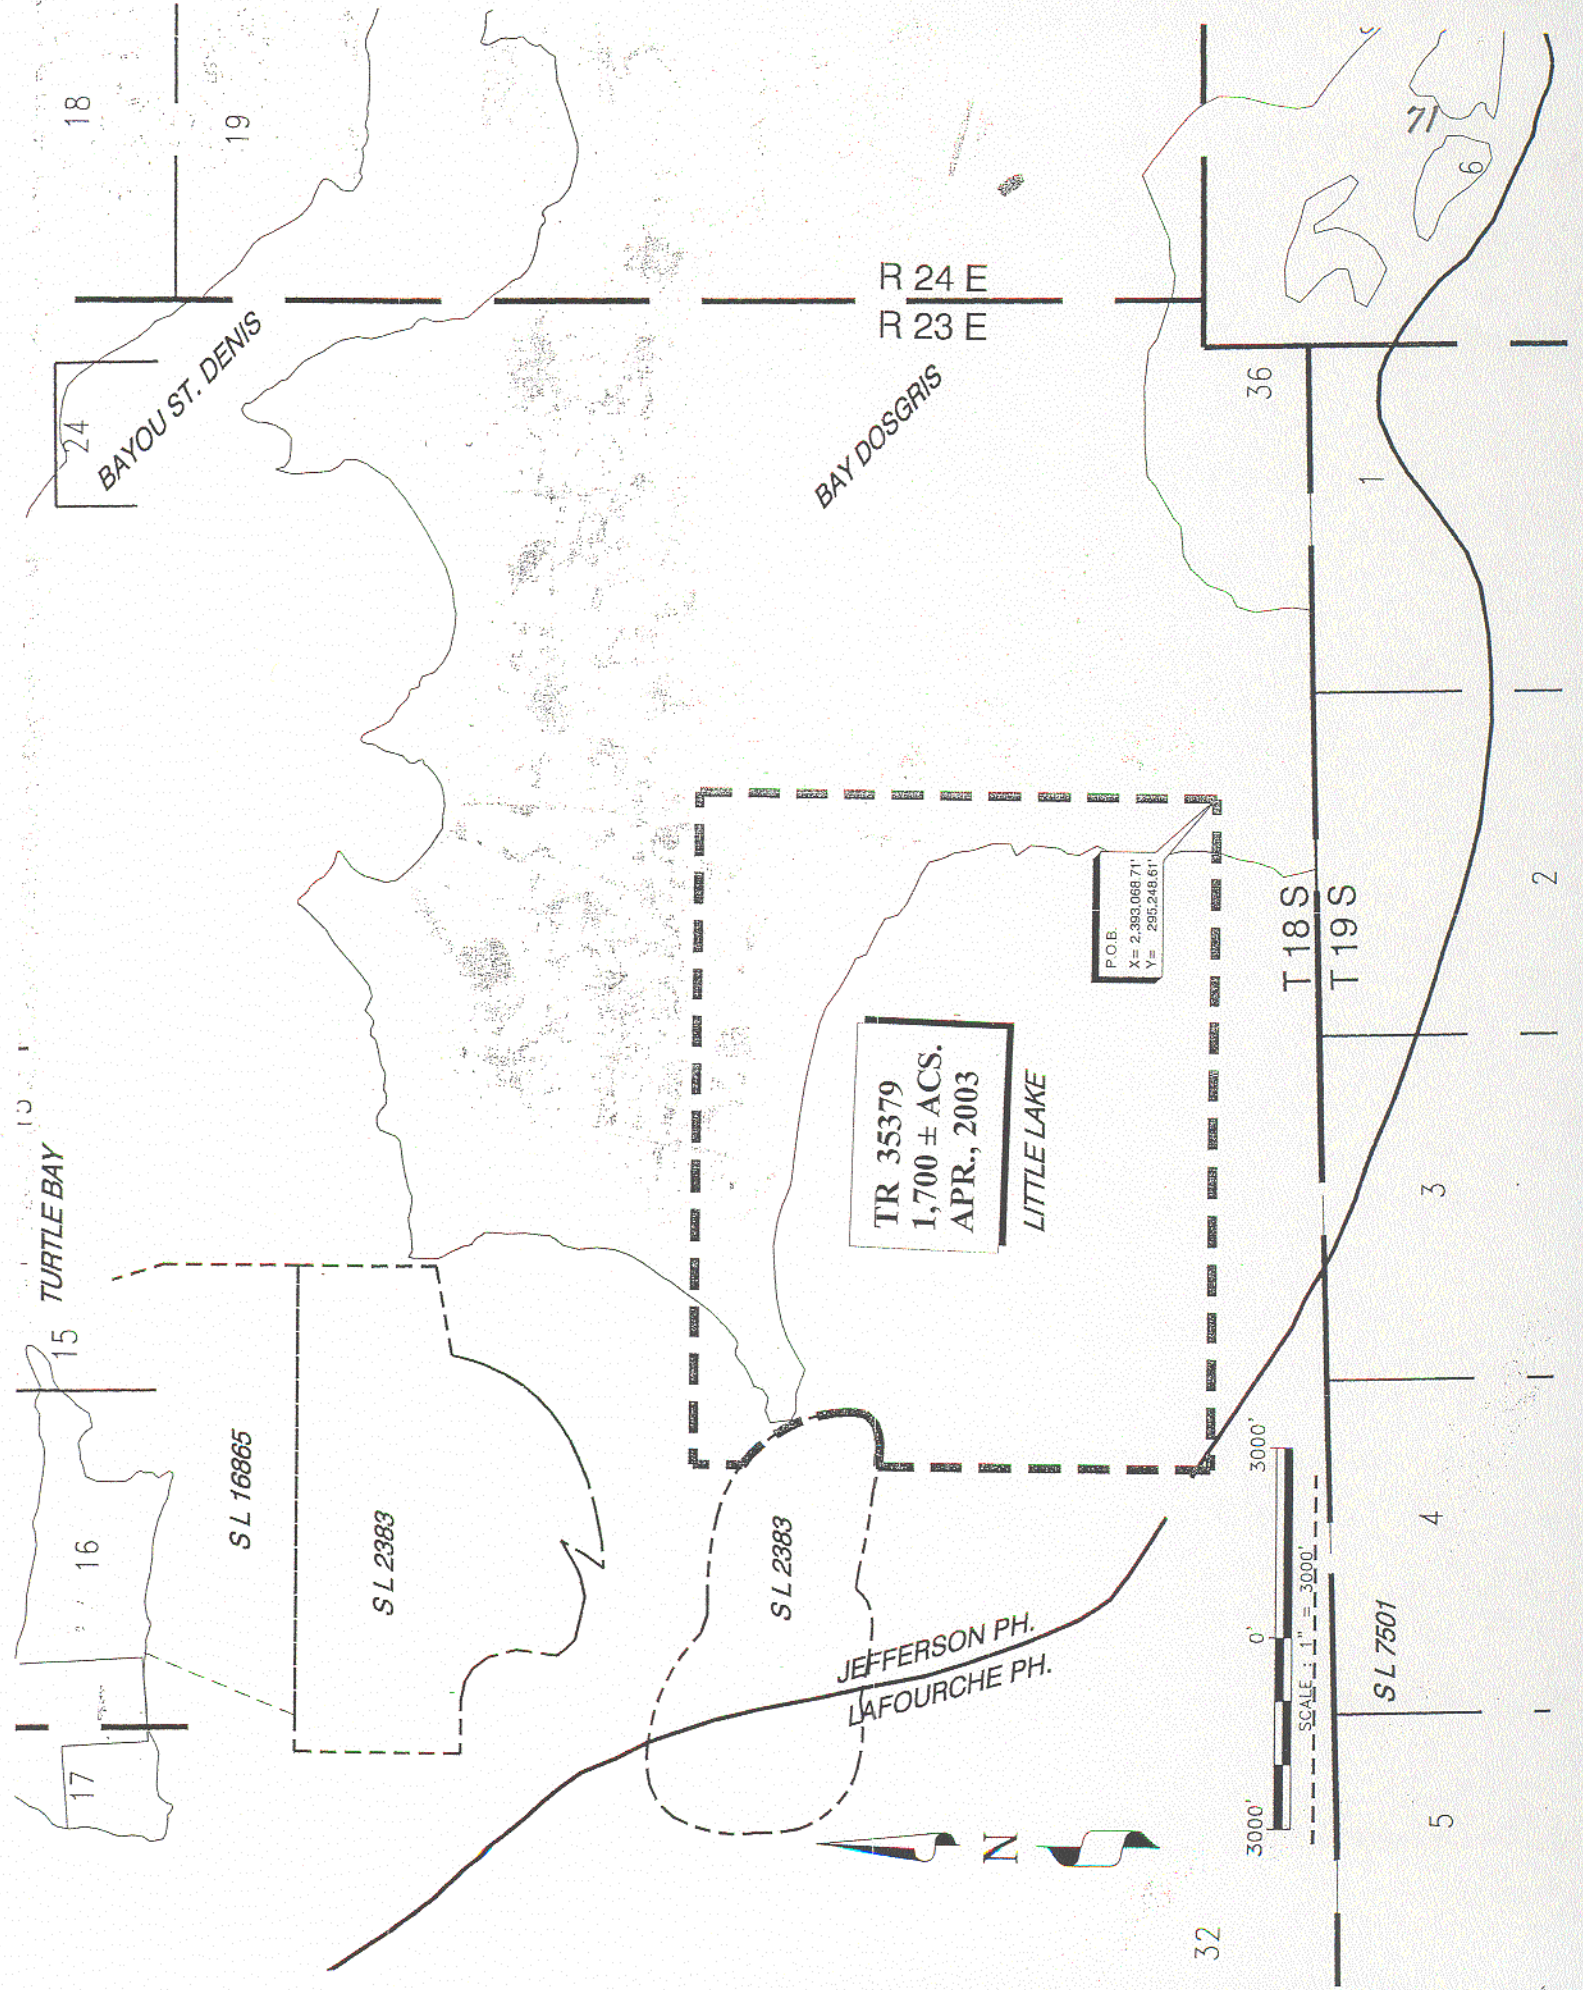 18
19
24
BAYOU ST. DENIS
R 24 E
R 23 E
BAY DOSGRIS
36
71
6
1
2
3
4
5
32
T 18 S
T 19 S
P.O.B.
X= 2,393,068.71'
Y= 295,248.61'
TR 35379
1,700 ± ACS.
APR., 2003
LITTLE LAKE
TURTLE BAY
15
16
17
S L 16865
S L 2383
S L 2383
JEFFERSON PH.
LAFOURCHE PH.
N
3000' 0' 3000'
SCALE: 1" = 3000'
S L 7501